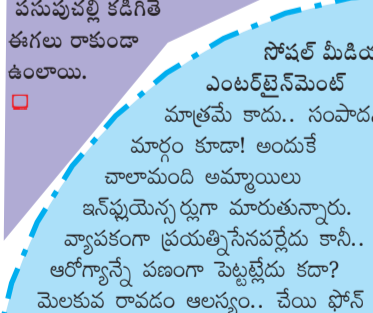 పసుపుచల్లి కడిగితే
ఈగలు రాకుండా
ఉంటాయి.
సోషల్ మీడియ
ఎంటర్‌టైన్‌మెంట్
మాత్రమే కాదు.. సంపాద
మార్గం కూడా! అందుకే
చాలామంది అమ్మాయిలు
ఇన్‌ఫ్లుయెన్సర్లుగా మారుతున్నారు.
వ్యాపకంగా ప్రయత్నిసేనపర్లేదు కానీ..
ఆరోగ్యాన్నే పణంగా పెట్టట్లేదు కదా?
మెలకువ రావడం ఆలస్యం.. చేయి ఫోన్